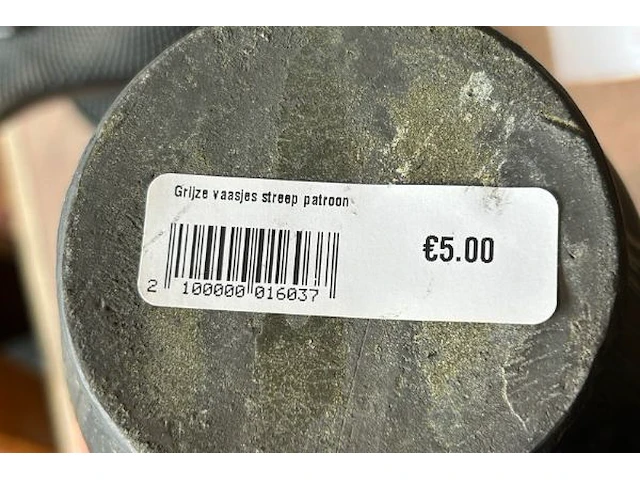 Grijze vaasjes streep patroon
€5.00
2 100000 016037